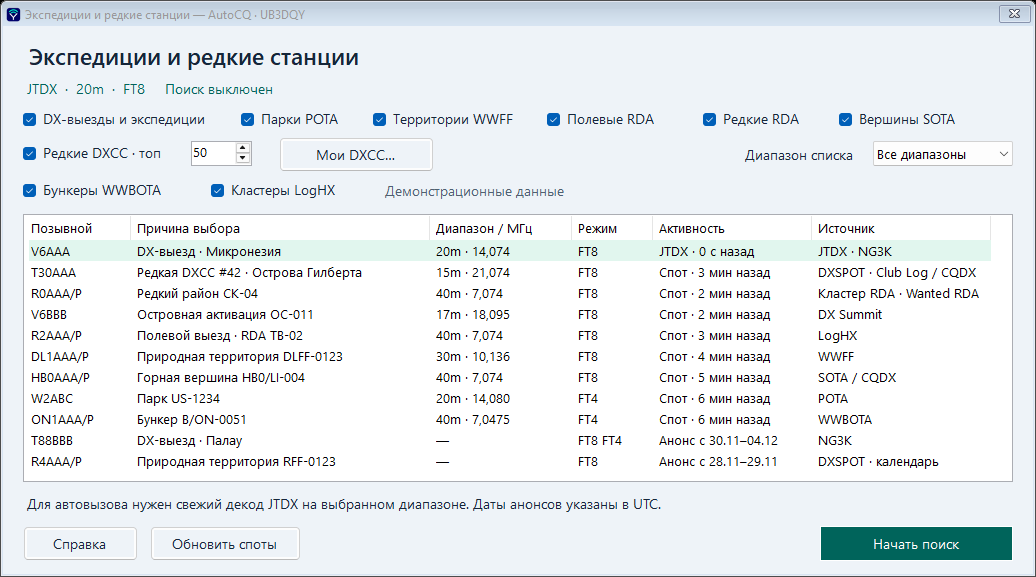 Экспедиции и редкие станции — AutoCQ · UB3DQY
Экспедиции и редкие станции
JTDX · 20m · FT8 Поиск выключен
DX-выезды и экспедиции Парки POTA Территории WWFF Полевые RDA Редкие RDA Вершины SOTA
Редкие DXCC · топ 50 Мои DXCC... Диапазон списка Все диапазоны
Бункеры WWBOTA Кластеры LogHX Демонстрационные данные
Позывной Причина выбора Диапазон / МГц Режим Активность Источник
V6AAA DX-выезд · Микронезия 20m · 14,074 FT8 JTDX · 0 с назад JTDX · NG3K
T30AAA Редкая DXCC #42 · Острова Гилберта 15m · 21,074 FT8 Спот · 3 мин назад DXSPOT · Club Log / CQDX
R0AAA/P Редкий район СК-04 40m · 7,074 FT8 Спот · 2 мин назад Кластер RDA · Wanted RDA
V6BBB Островная активация OC-011 17m · 18,095 FT8 Спот · 2 мин назад DX Summit
R2AAA/P Полевой выезд · RDA TB-02 40m · 7,074 FT8 Спот · 3 мин назад LogHX
DL1AAA/P Природная территория DLFF-0123 30m · 10,136 FT8 Спот · 4 мин назад WWFF
HB0AAA/P Горная вершина HB0/LI-004 40m · 7,074 FT8 Спот · 5 мин назад SOTA / CQDX
W2ABC Парк US-1234 20m · 14,080 FT4 Спот · 6 мин назад POTA
ON1AAA/P Бункер B/ON-0051 40m · 7,0475 FT4 Спот · 6 мин назад WWBOTA
T88BBB DX-выезд · Палау — FT8 FT4 Анонс с 30.11–04.12 NG3K
R4AAA/P Природная территория RFF-0123 — FT8 Анонс с 28.11–29.11 DXSPOT · календарь
Для автовызова нужен свежий декод JTDX на выбранном диапазоне. Даты анонсов указаны в UTC.
Справка Обновить споты Начать поиск